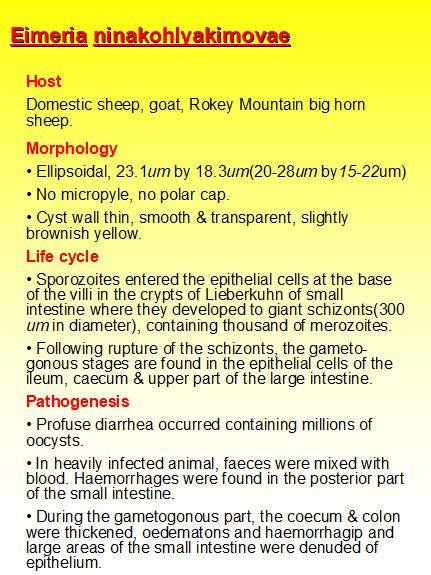 Eimeria ninakohlyakimovae
Host
Domestic sheep, goat, Rokey Mountain big horn
sheep.
Morphology
• Ellipsoidal, 23.1um by 18.3um(20-28um by15-22um)
• No micropyle, no polar cap.
• Cyst wall thin, smooth & transparent, slightly
brownish yellow.
Life cycle
• Sporozoites entered the epithelial cells at the base
of the villi in the crypts of Lieberkuhn of small
intestine where they developed to giant schizonts(300
um in diameter), containing thousand of merozoites.
• Following rupture of the schizonts, the gameto-
gonous stages are found in the epithelial cells of the
ileum, caecum & upper part of the large intestine.
Pathogenesis
• Profuse diarrhea occurred containing millions of
oocysts.
• In heavily infected animal, faeces were mixed with
blood. Haemorrhages were found in the posterior part
of the small intestine.
• During the gametogonous part, the coecum & colon
were thickened, oedematons and haemorrhagip and
large areas of the small intestine were denuded of
epithelium.